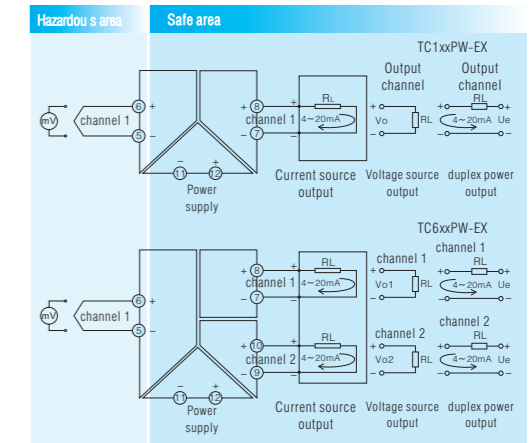 Hazardou s area Safe area
TC1xxPW-EX
Output channel Output channel
mV channel 1 6 + 5 −
+ 8 channel 1 − 7
+ RL 4~20mA −
+ Vo RL −
+ RL + 4~20mA Ue − −
− 11 + 12
Power supply
Current source output
Voltage source output
duplex power output
TC6xxPW-EX
mV channel 1 6 + 5 −
+ 8 channel 1 − 7
+ RL 4~20mA −
channel 1 + Vo1 RL −
channel 1 + RL + 4~20mA Ue − −
+ 10 channel 2 − 9
+ RL 4~20mA −
channel 2 + Vo2 RL −
channel 2 + RL + 4~20mA Ue − −
− 11 + 12
Power supply
Current source output
Voltage source output
duplex power output